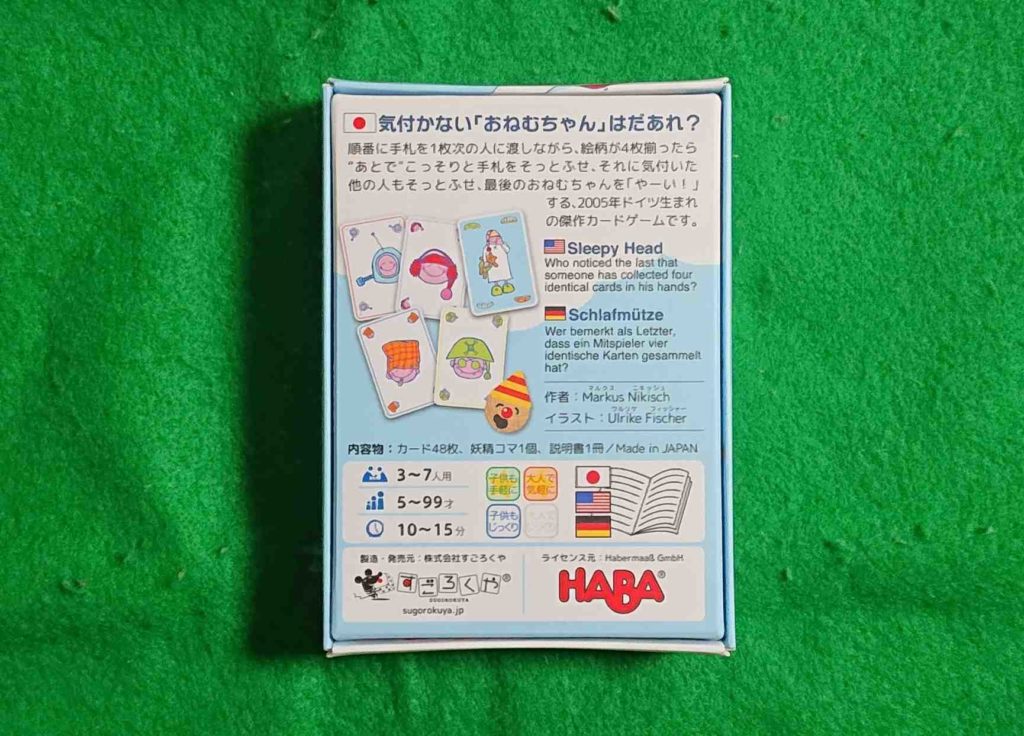 気付かない「おねむちゃん」はだあれ？
順番に手札を1枚次の人に渡しながら、絵柄が4枚揃ったら
“あとで”こっそりと手札をそっとふせ、それに気付いた
他の人もそっとふせ、最後のおねむちゃんを「やーい！」
する、2005年ドイツ生まれ
の傑作カードゲームです。
Sleepy Head
Who noticed the last that
someone has collected four
identical cards in his hands?
Schlafmütze
Wer bemerkt als Letzter,
dass ein Mitspieler vier
identische Karten gesammelt
hat?
マルクス ニキッシュ
作者：Markus Nikisch
ウルリケ フィッシャー
イラスト：Ulrike Fischer
内容物：カード48枚、妖精コマ1個、説明書1冊／Made in JAPAN
3〜7人用
5〜99才
10〜15分
子供も
手軽に
大人で
気軽に
子供も
じっくり
大人で
じっくり
製造・発売元：株式会社すごろくや
すごろくや®
SUGOROKUYA
sugorokuya.jp
ライセンス元：Habermaaß GmbH
HABA®